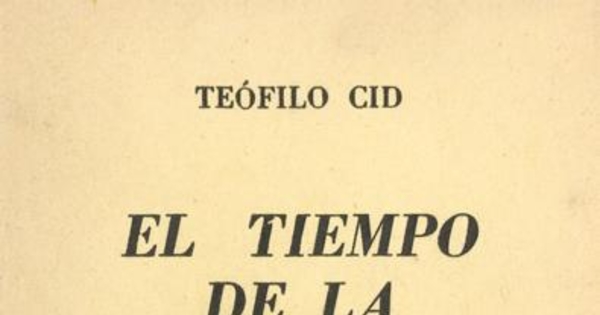 TEÓFILO CID
EL TIEMPO
DE LA